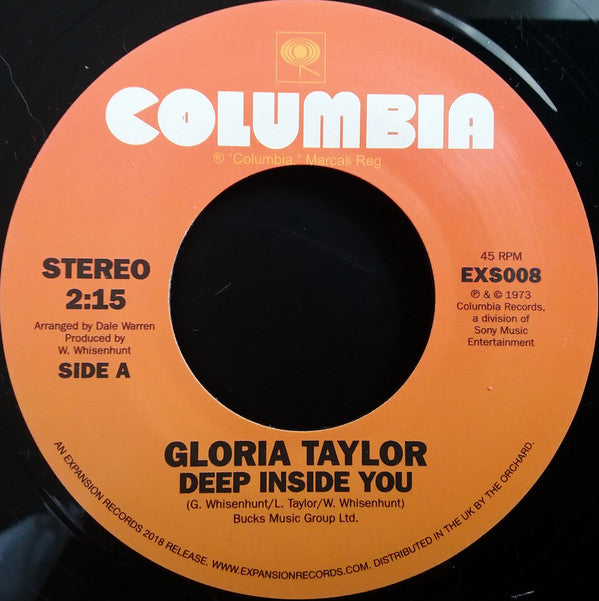 COLUMBIA
® "Columbia," Marcas Reg.
STEREO
2:15
Arranged by Dale Warren
Produced by
W. Whisenhunt
SIDE A
45 RPM
EXS008
℗ & © 1973
Columbia Records,
a division of
Sony Music
Entertainment
GLORIA TAYLOR
DEEP INSIDE YOU
(G. Whisenhunt/L. Taylor/W. Whisenhunt)
Bucks Music Group Ltd.
AN EXPANSION RECORDS 2018 RELEASE. WWW.EXPANSIONRECORDS.COM. DISTRIBUTED IN THE UK BY THE ORCHARD.